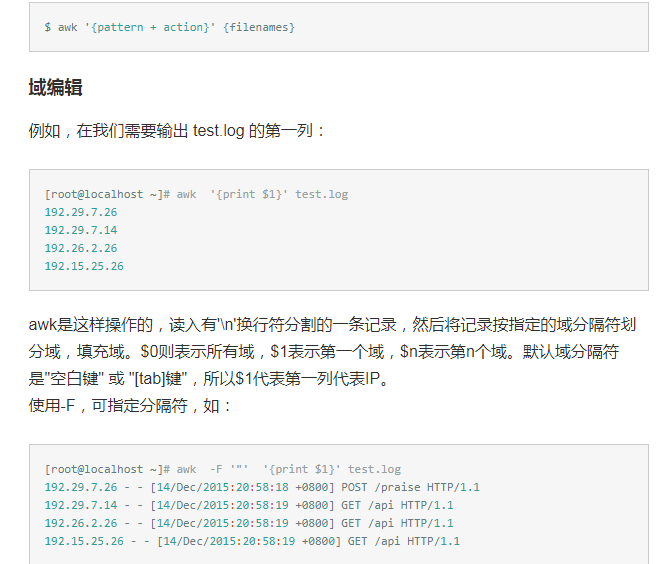 $ awk '{pattern + action}' {filenames}
域编辑
例如，在我们需要输出 test.log 的第一列：
[root@localhost ~]# awk  '{print $1}' test.log
192.29.7.26
192.29.7.14
192.26.2.26
192.15.25.26
awk是这样操作的，读入有'\n'换行符分割的一条记录，然后将记录按指定的域分隔符划
分域，填充域。$0则表示所有域，$1表示第一个域，$n表示第n个域。默认域分隔符
是"空白键" 或 "[tab]键"，所以$1代表第一列代表IP。
使用-F，可指定分隔符，如：
[root@localhost ~]# awk  -F '"'  '{print $1}' test.log
192.29.7.26 - - [14/Dec/2015:20:58:18 +0800] POST /praise HTTP/1.1
192.29.7.14 - - [14/Dec/2015:20:58:19 +0800] GET /api HTTP/1.1
192.26.2.26 - - [14/Dec/2015:20:58:19 +0800] GET /api HTTP/1.1
192.15.25.26 - - [14/Dec/2015:20:58:19 +0800] GET /api HTTP/1.1